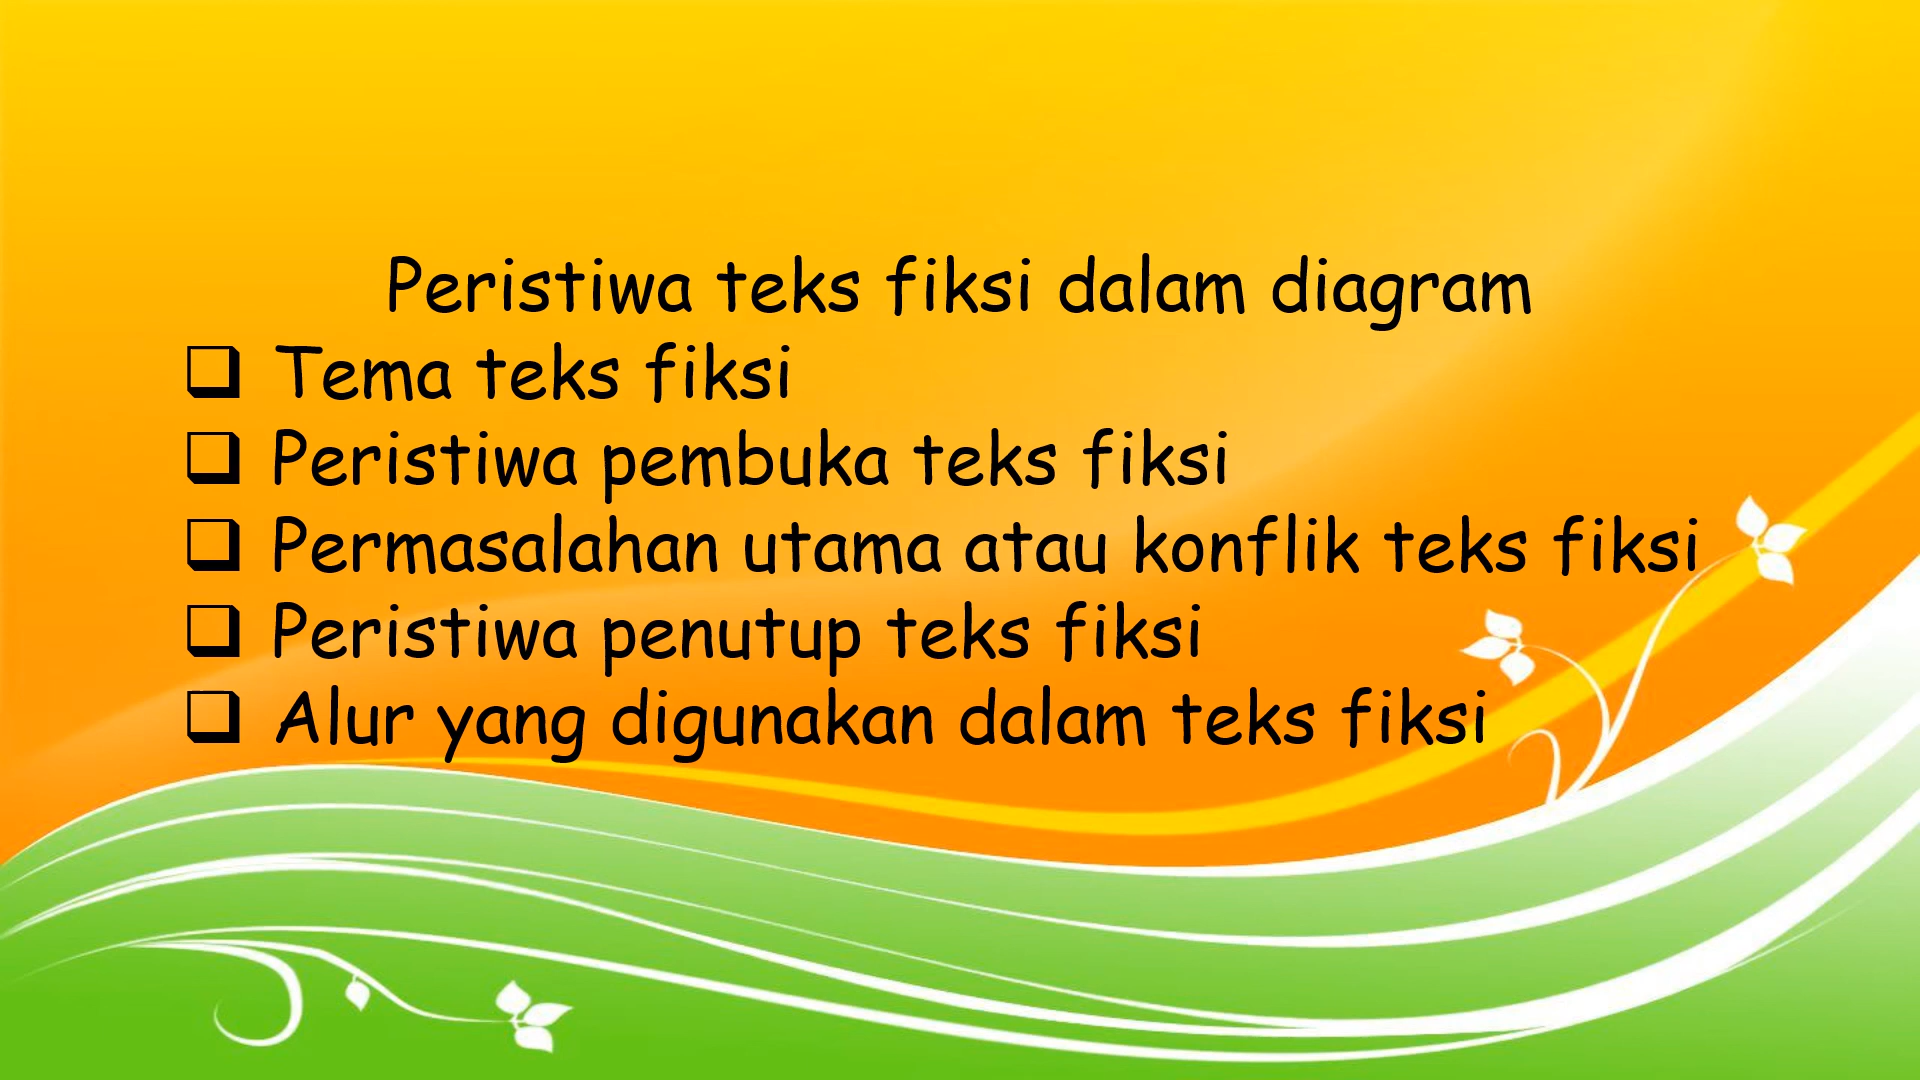 Peristiwa teks fiksi dalam diagram
❑ Tema teks fiksi
❑ Peristiwa pembuka teks fiksi
❑ Permasalahan utama atau konflik teks fiksi
❑ Peristiwa penutup teks fiksi
❑ Alur yang digunakan dalam teks fiksi